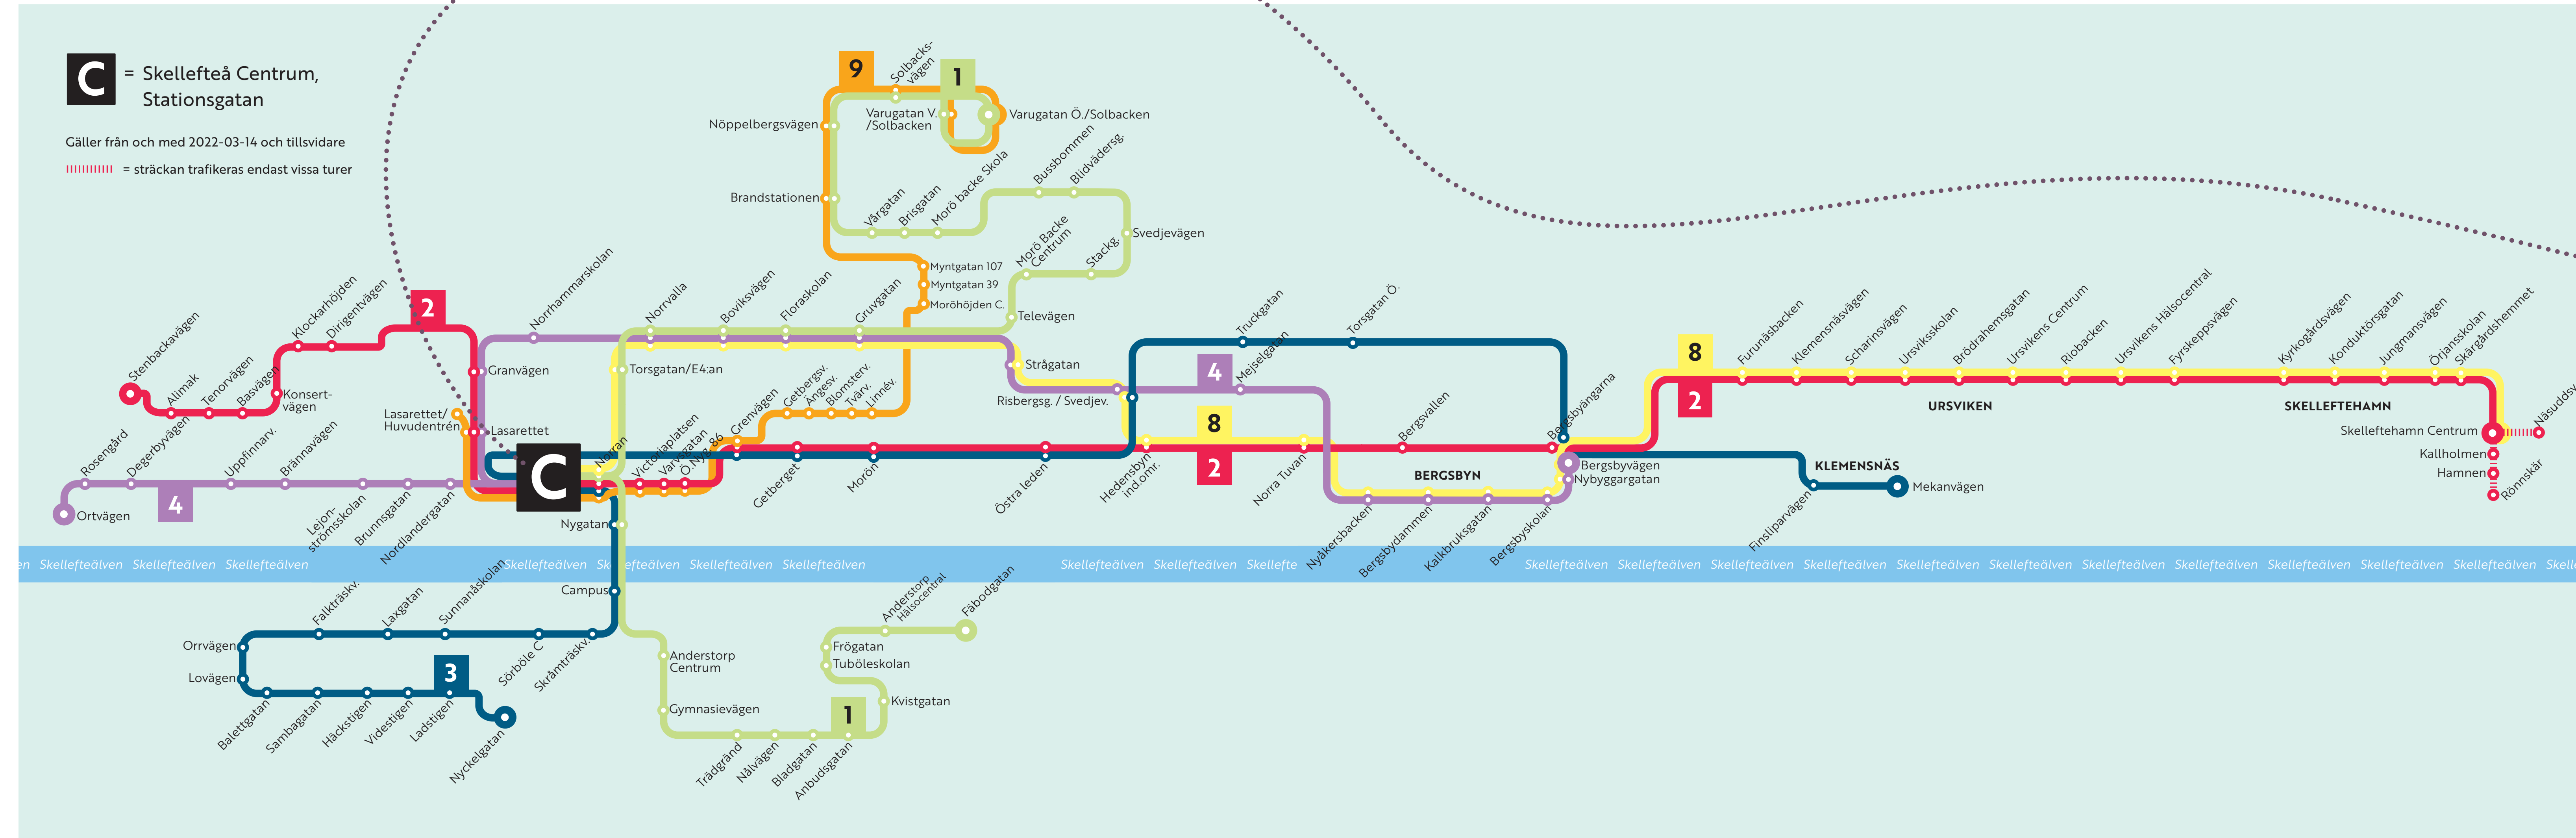 C = Skellefteå Centrum,
Stationsgatan
Gäller från och med 2022-03-14 och tillsvidare
= sträckan trafikeras endast vissa turer
9
Solbacks-
vägen
1
Varugatan V.
/Solbacken
Varugatan Ö./Solbacken
Nöppelbergsvägen
Brandstationen
Vårgatan
Brisgatan
Morö backe Skola
Bussbommen
Blidvädersg.
Svedjevägen
Morö Backe
Centrum
Stackg.
Televägen
Myntgatan 107
Myntgatan 39
Moröhöjden C.
Stenbackavägen
Alimak
Tenorvägen
Basvägen
Konsert-
vägen
Klockarhöjden
Dirigentvägen
2
Norrhammarskolan
Norrvalla
Boviksvägen
Floraskolan
Gruvgatan
Granvägen
Torsgatan/E4:an
Strågatan
Risbergsg. / Svedjev.
Lasarettet/
Huvudentrén
Lasarettet
C
Norran
Victoriaplatsen
Varvsgatan
Ö. Nyg 86
Grenvägen
Getbergsv.
Ängesv.
Blomsterv.
Tvärv.
Linnév.
Getberget
Morön
Östra leden
Hedensbyn
ind.omr.
Truckgatan
Torsgatan Ö.
4
Mejselgatan
8
2
Norra Tuvan
Bergsvallen
Bergsbyängarna
BERGSBYN
Bergsbyvägen
Nybyggargatan
Nyåkersbacken
Bergsbydammen
Kalkbruksgatan
Bergsbyskolan
8
2
Furunäsbacken
Klemensnäsvägen
Scharinsvägen
Ursviksskolan
Brödrahemsgatan
Ursvikens Centrum
Riobacken
Ursvikens Hälsocentral
Fyrskeppsvägen
Kyrkogårdsvägen
Konduktörsgatan
Jungmansvägen
Örjansskolan
Skärgårdshemmet
URSVIKEN
SKELLEFTEHAMN
Skelleftehamn Centrum
Kallholmen
Hamnen
Rönnskär
KLEMENSNÄS
Finsliparvägen
Mekanvägen
Rosengård
Degerbyvägen
Uppfinnarv.
Brännavägen
4
Ortvägen
Lejon-
strömsskolan
Brunnsgatan
Nordlandergatan
Nygatan
Skellefteälven Skellefteälven Skellefteälven Skellefteälven Skellefteälven Skellefteälven Skellefteälven Skellefteälven Skellefteälven Skellefte Skellefteälven Skellefteälven Skellefteälven Skellefteälven Skellefteälven Skellefteälven Skellefteälven Skellefteälven Skellefteälven Skellefteälven Skellefteälven
Campus
Falkträskv.
Laxgatan
Sunnanåskolan
Sörböle C
Skråmträskv.
Orrvägen
Lovägen
Balettgatan
Sambagatan
Häckstigen
Videstigen
Ladstigen
3
Nyckelgatan
Anderstorp
Centrum
Gymnasievägen
Trädgränd
Nålvägen
Bladgatan
Anbudsgatan
1
Kvistgatan
Tuböleskolan
Frögatan
Anderstorp
Hälsocentral
Fäbodgatan